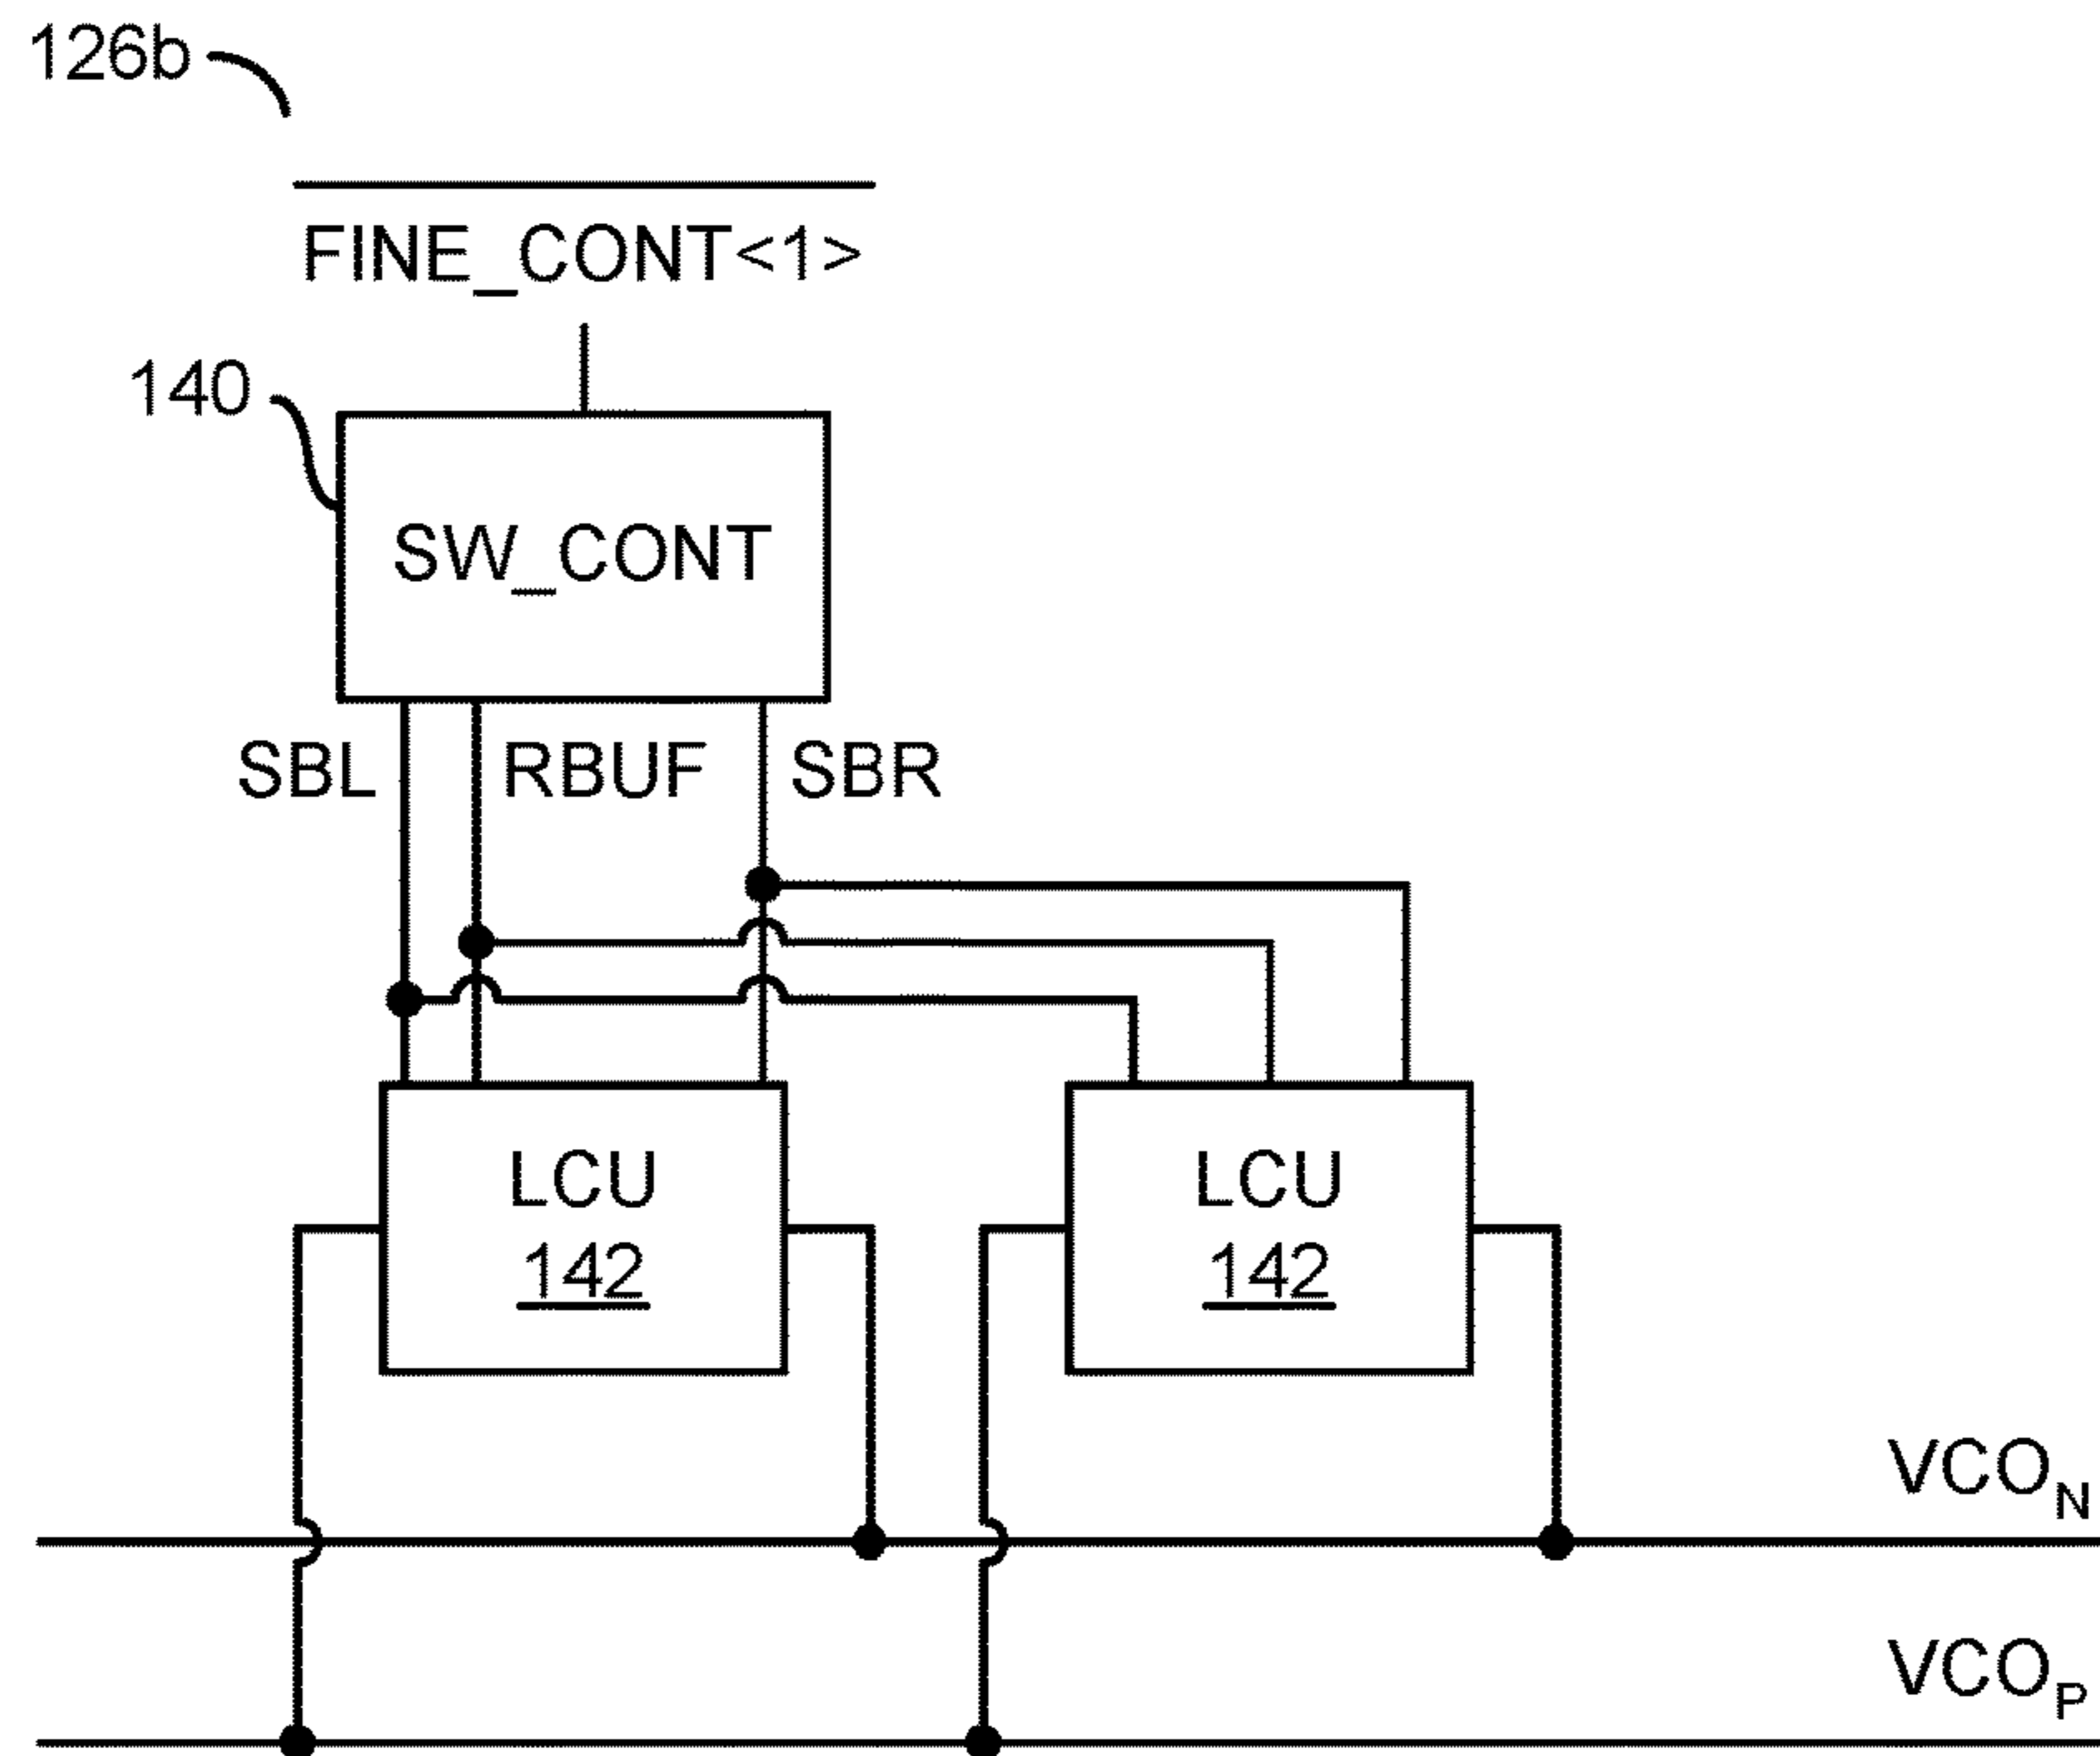 126b
FINE_CONT<1>
140
SW_CONT
SBL RBUF SBR
LCU LCU
142 142
VCON
VCOP